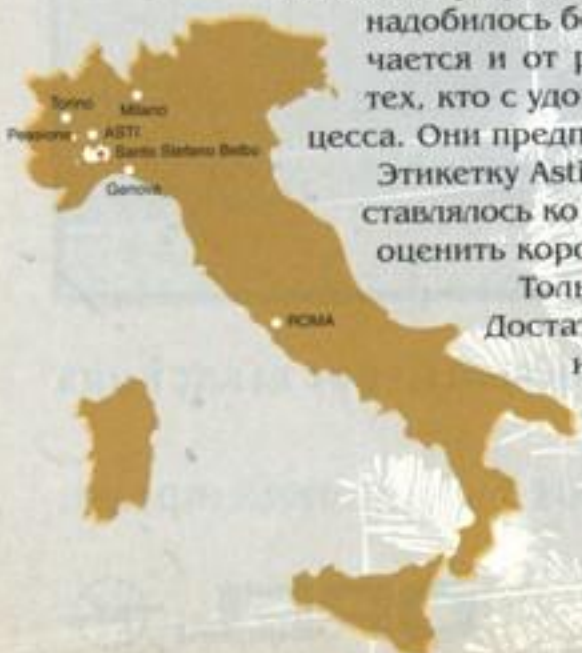 надобилось б
чается и от р
тех, кто с удо
цесса. Они предп
Этикетку Asti
ставлялось ко
оценить коро
Толь
Достат
Torino
Milano
Pessione
ASTI
Santo Stefano Belbo
Genova
ROMA